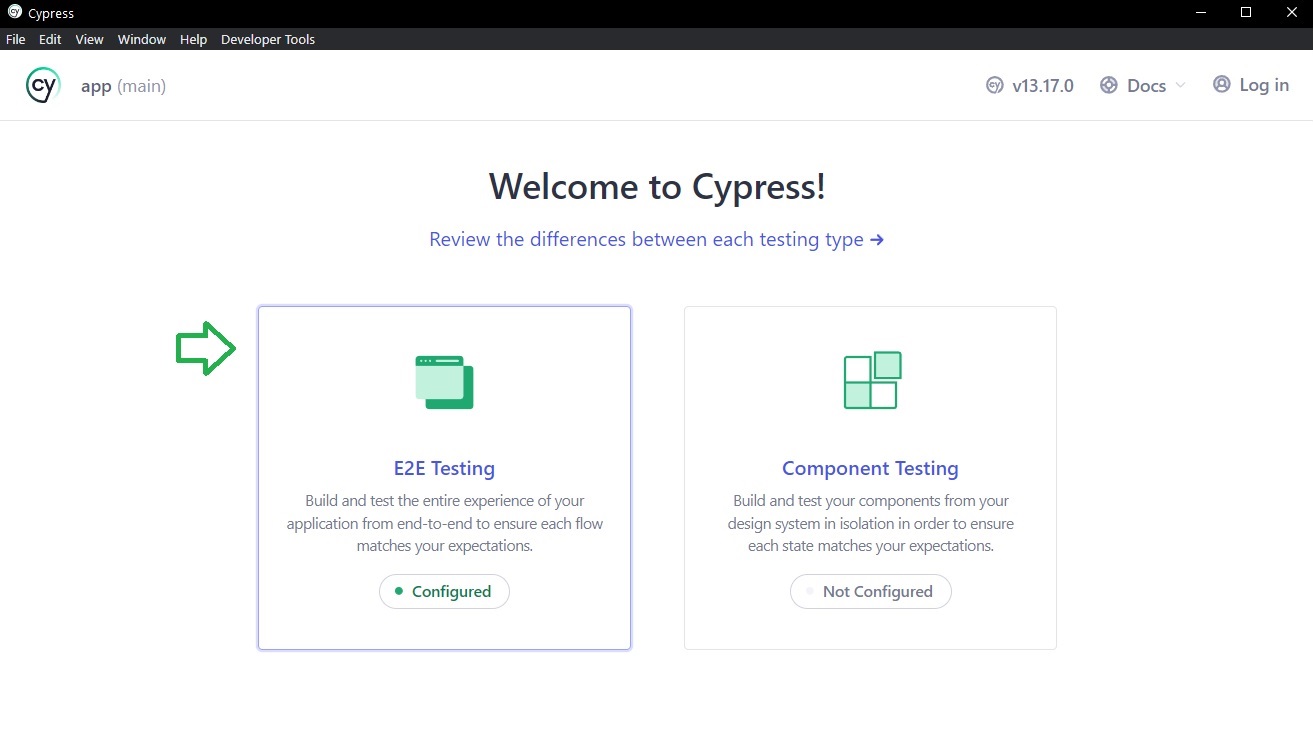 cy Cypress
File Edit View Window Help Developer Tools
cy app (main) cy v13.17.0 Docs Log in
Welcome to Cypress!
Review the differences between each testing type →
E2E Testing
Build and test the entire experience of your
application from end-to-end to ensure each flow
matches your expectations.
Configured
Component Testing
Build and test your components from your
design system in isolation in order to ensure
each state matches your expectations.
Not Configured